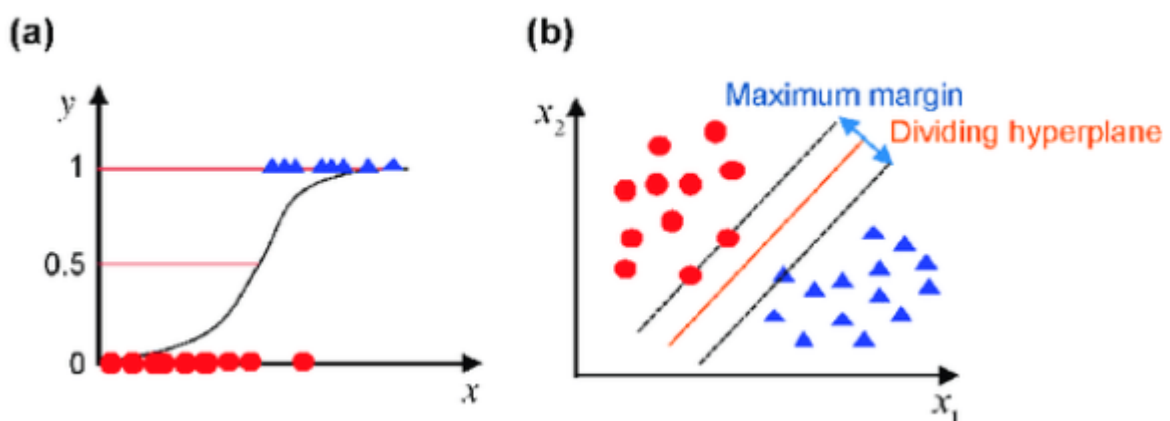 (a)
y
1
0.5
0
x
(b)
x₂
Maximum margin
Dividing hyperplane
x₁